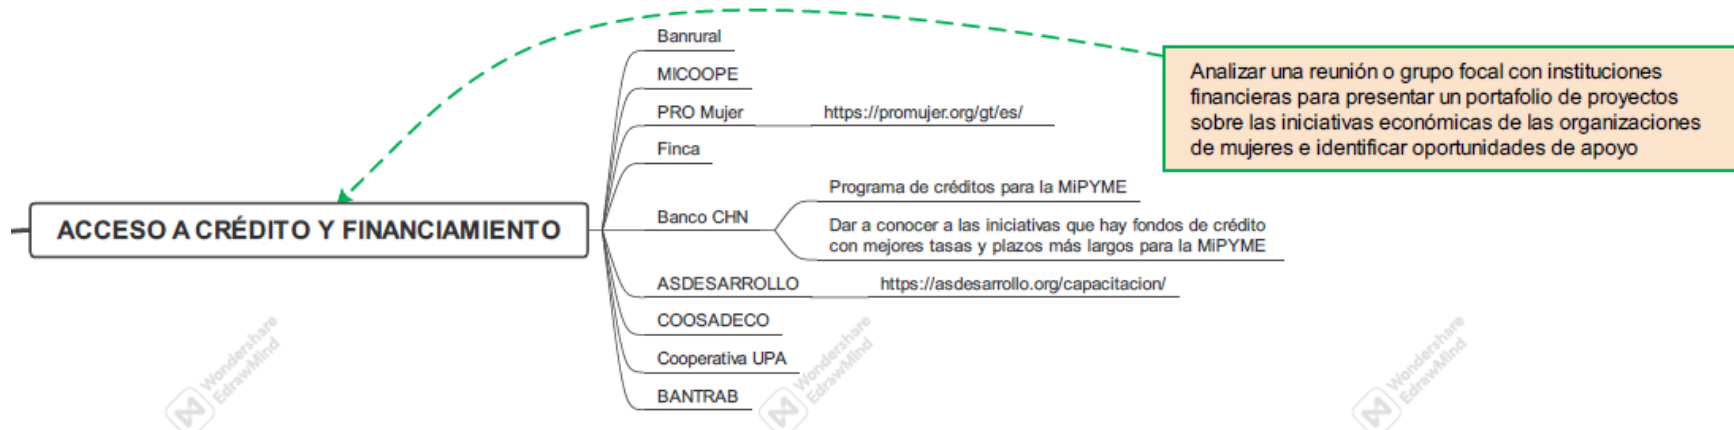 Banrural
MICOOPE
PRO Mujer
https://promujer.org/gt/es/
Finca
Banco CHN
Programa de créditos para la MiPYME
Dar a conocer a las iniciativas que hay fondos de crédito
con mejores tasas y plazos más largos para la MiPYME
ASDESARROLLO
https://asdesarrollo.org/capacitacion/
COOSADECO
Cooperativa UPA
BANTRAB
ACCESO A CRÉDITO Y FINANCIAMIENTO
Analizar una reunión o grupo focal con instituciones
financieras para presentar un portafolio de proyectos
sobre las iniciativas económicas de las organizaciones
de mujeres e identificar oportunidades de apoyo
Wondershare
EdrawMind
Wondershare
EdrawMind
Wondershare
EdrawMind